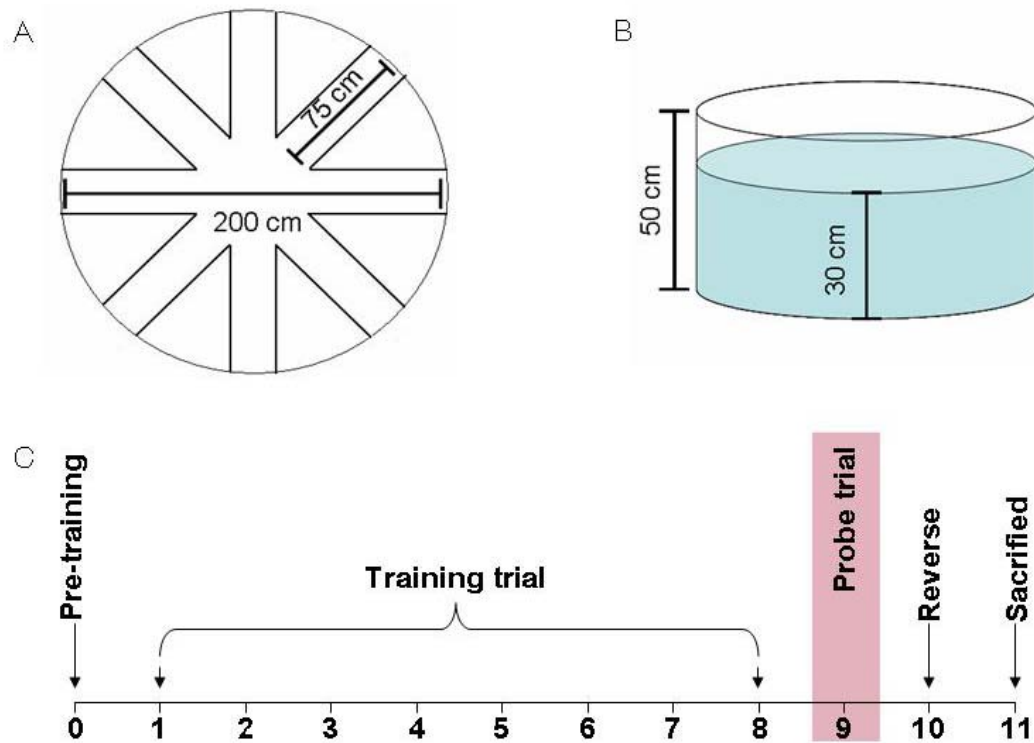 A
75 cm
200 cm
B
50 cm
30 cm
C
Pre-training
Training trial
Probe trial
Reverse
Sacrified
0 1 2 3 4 5 6 7 8 9 10 11